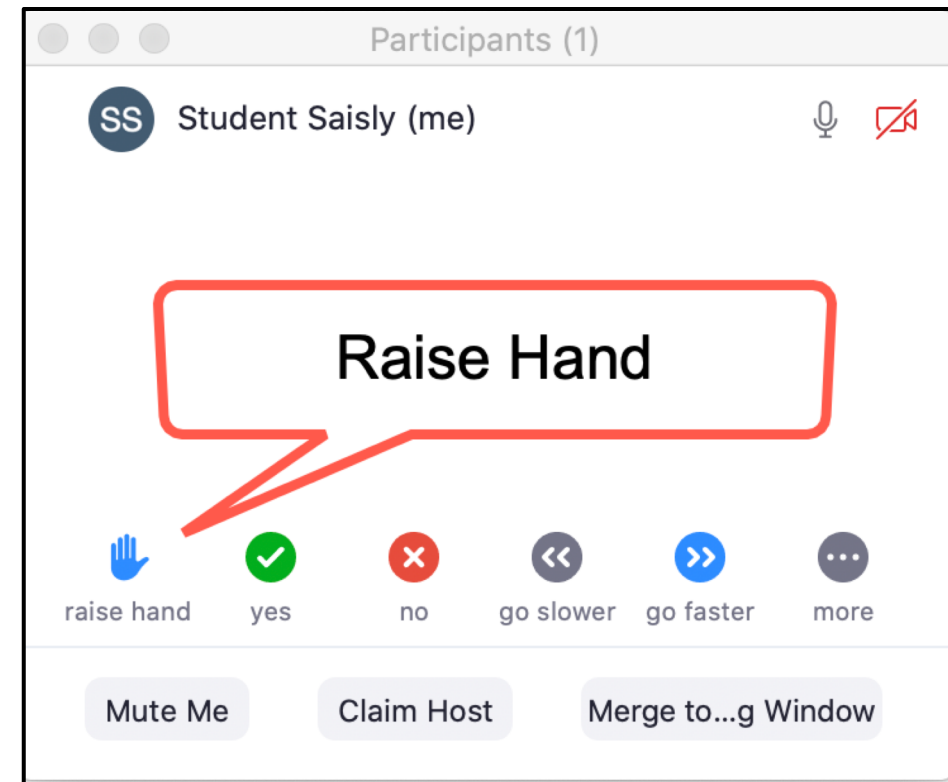 Participants (1)
SS Student Saisly (me)
Raise Hand
raise hand yes no go slower go faster more
Mute Me Claim Host Merge to...g Window